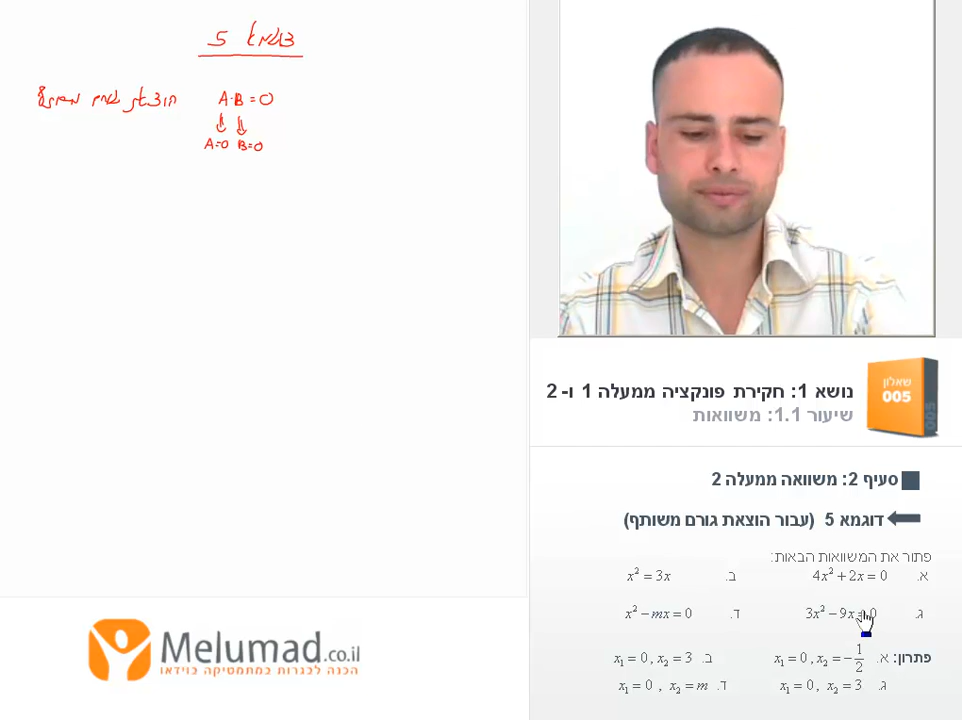 דוגמא 5
הוצאת גורם משותף A·B=0
A=0 B=0
שאלון
005
נושא 1: חקירת פונקציה ממעלה 1 ו- 2
שיעור 1.1: משוואות
סעיף 2: משוואה ממעלה 2
דוגמא 5 (עבור הוצאת גורם משותף)
פתור את המשוואות הבאות:
א. 4x² + 2x = 0 ב. x² = 3x
ג. 3x² − 9x = 0 ד. x² − mx = 0
פתרון: א. x₁ = 0 , x₂ = −1/2 ב. x₁ = 0 , x₂ = 3
ג. x₁ = 0 , x₂ = 3 ד. x₁ = 0 , x₂ = m
Melumad.co.il
הכנה לבגרות במתמטיקה בוידאו